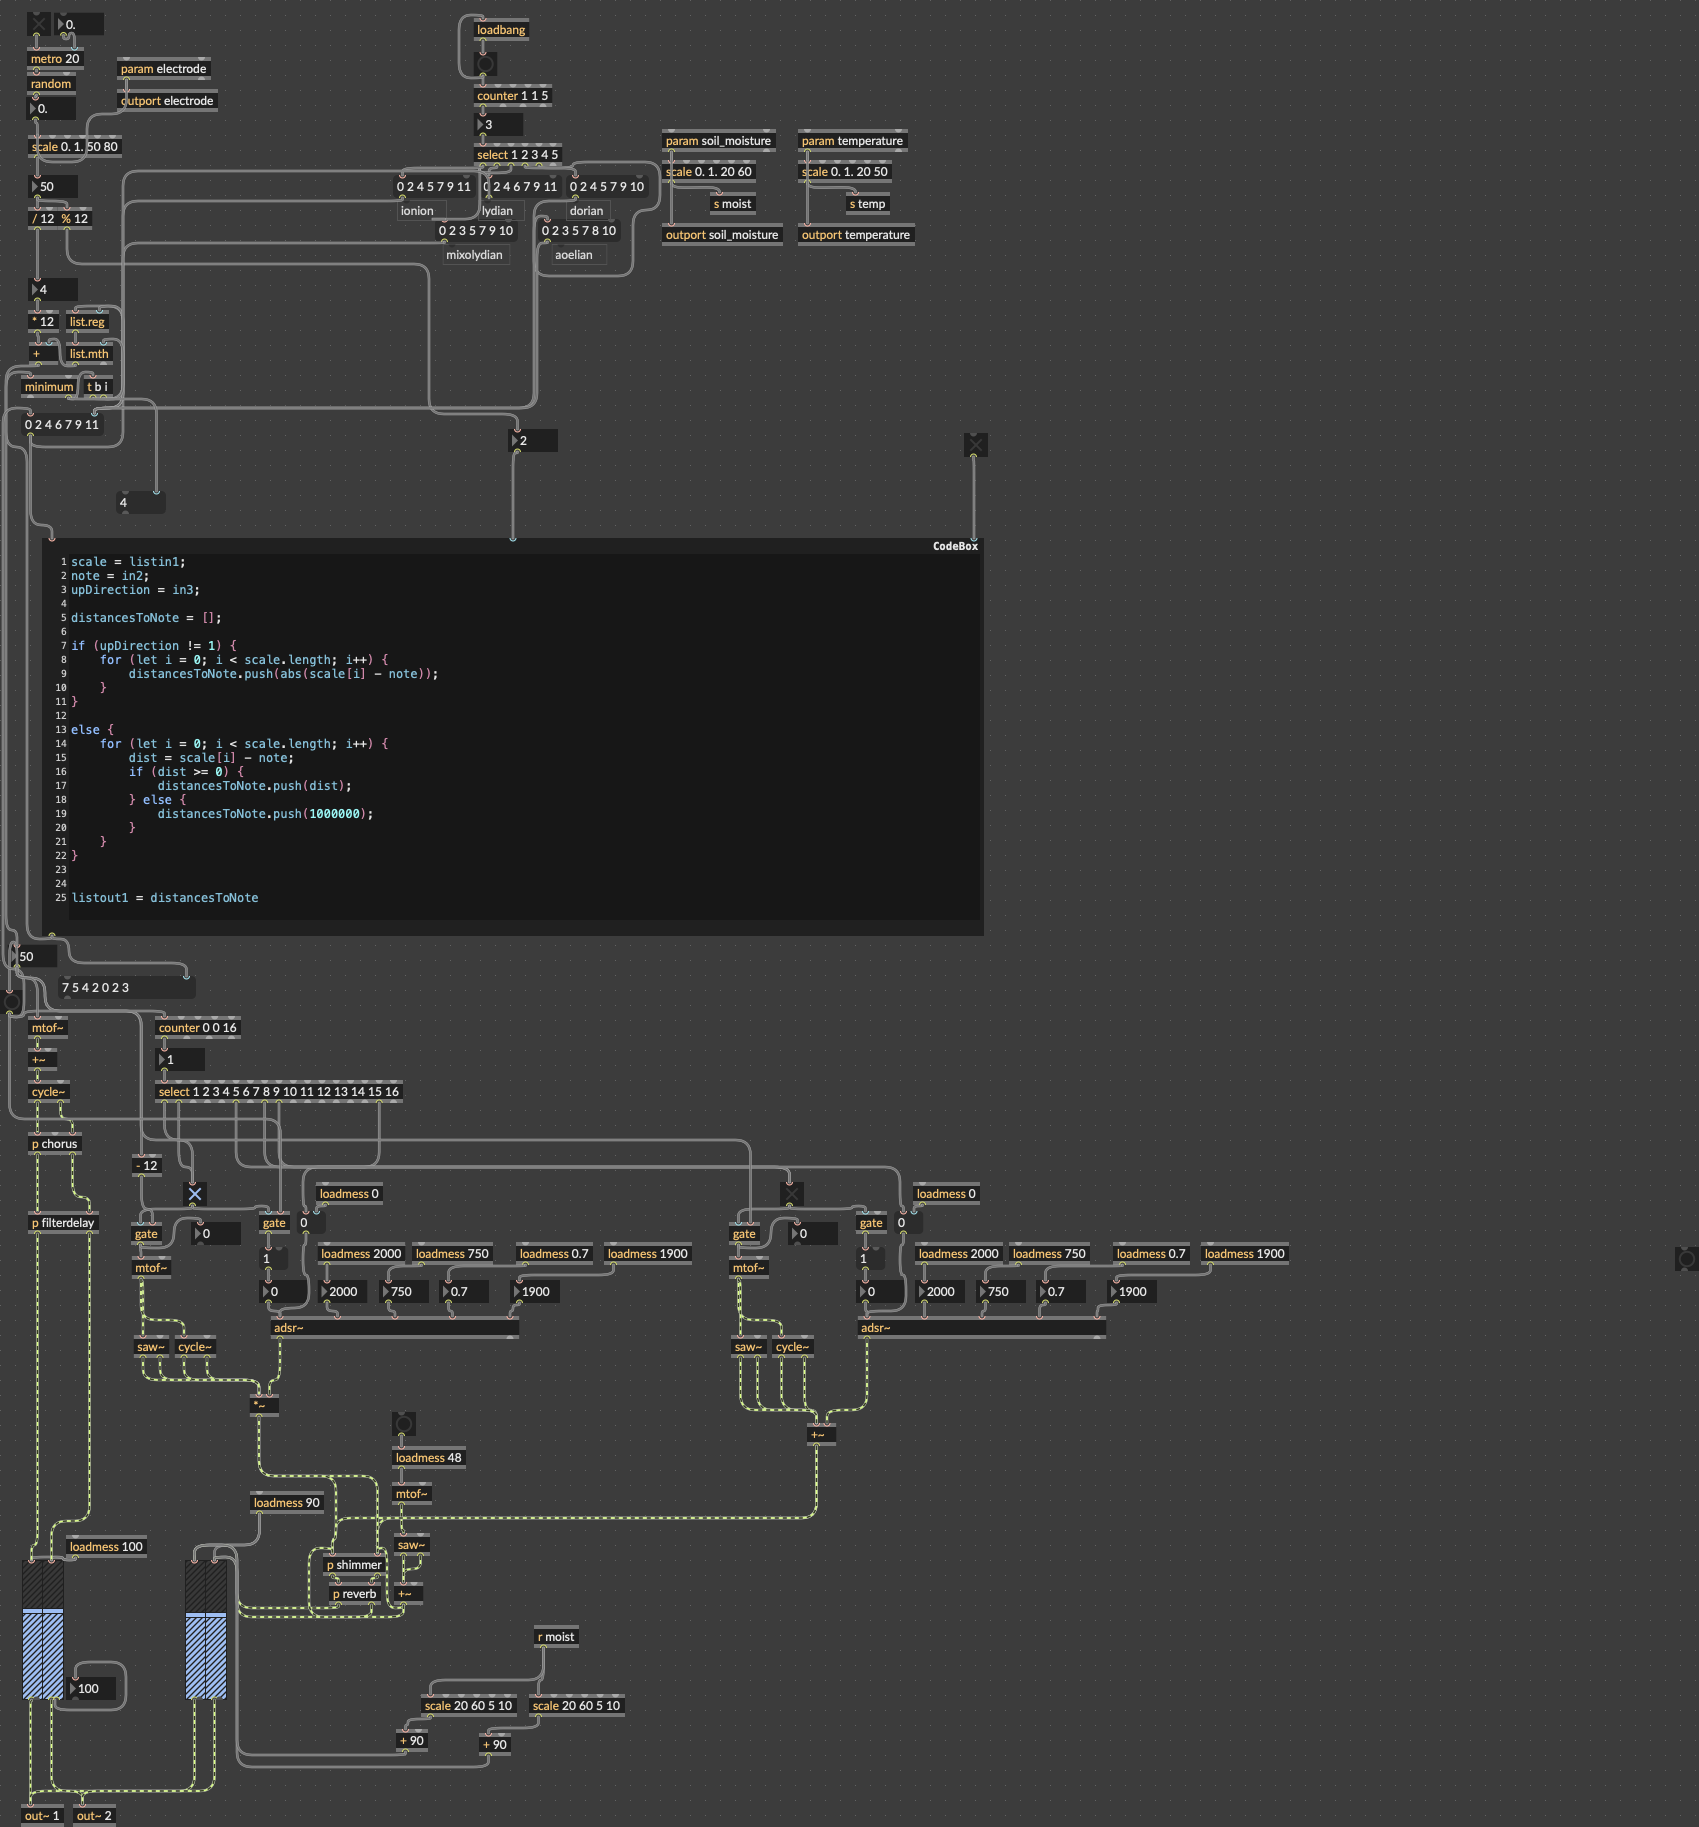 0.
metro 20
random
0.
scale 0. 1. 50 80
param electrode
outport electrode
50
/ 12
% 12
4
* 12
list.reg
+
list.mth
minimum
t b i
0 2 4 6 7 9 11
4
loadbang
counter 1 1 5
3
select 1 2 3 4 5
0 2 4 5 7 9 11
0 2 4 6 7 9 11
0 2 4 5 7 9 10
ionion
lydian
dorian
0 2 3 5 7 9 10
0 2 3 5 7 8 10
mixolydian
aoelian
param soil_moisture
scale 0. 1. 20 60
s moist
outport soil_moisture
param temperature
scale 0. 1. 20 50
s temp
outport temperature
2
CodeBox
1 scale = listin1;
2 note = in2;
3 upDirection = in3;
4
5 distancesToNote = [];
6
7 if (upDirection != 1) {
8     for (let i = 0; i < scale.length; i++) {
9         distancesToNote.push(abs(scale[i] - note));
10     }
11 }
12
13 else {
14     for (let i = 0; i < scale.length; i++) {
15         dist = scale[i] - note;
16         if (dist >= 0) {
17             distancesToNote.push(dist);
18         } else {
19             distancesToNote.push(1000000);
20         }
21     }
22 }
23
24
25 listout1 = distancesToNote
50
7 5 4 2 0 2 3
mtof~
+~
cycle~
p chorus
p filterdelay
counter 0 0 16
1
select 1 2 3 4 5 6 7 8 9 10 11 12 13 14 15 16
- 12
gate
0
mtof~
saw~
cycle~
gate
0
loadmess 0
1
0
loadmess 2000
loadmess 750
loadmess 0.7
loadmess 1900
2000
750
0.7
1900
adsr~
*~
gate
0
mtof~
saw~
cycle~
gate
0
loadmess 0
1
0
loadmess 2000
loadmess 750
loadmess 0.7
loadmess 1900
2000
750
0.7
1900
adsr~
+~
loadmess 48
mtof~
saw~
+~
loadmess 90
p shimmer
p reverb
loadmess 100
100
r moist
scale 20 60 5 10
scale 20 60 5 10
+ 90
+ 90
out~ 1
out~ 2